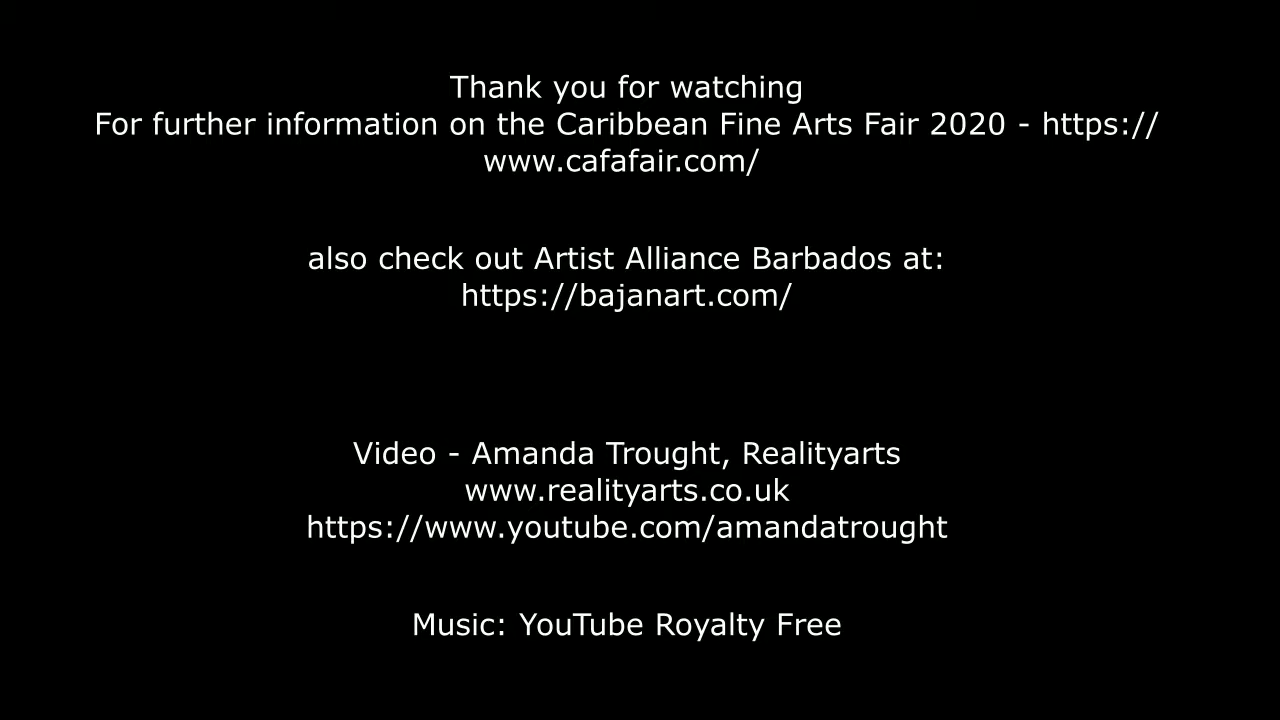 Thank you for watching
For further information on the Caribbean Fine Arts Fair 2020 - https://
www.cafafair.com/
also check out Artist Alliance Barbados at:
https://bajanart.com/
Video - Amanda Trought, Realityarts
www.realityarts.co.uk
https://www.youtube.com/amandatrought
Music: YouTube Royalty Free